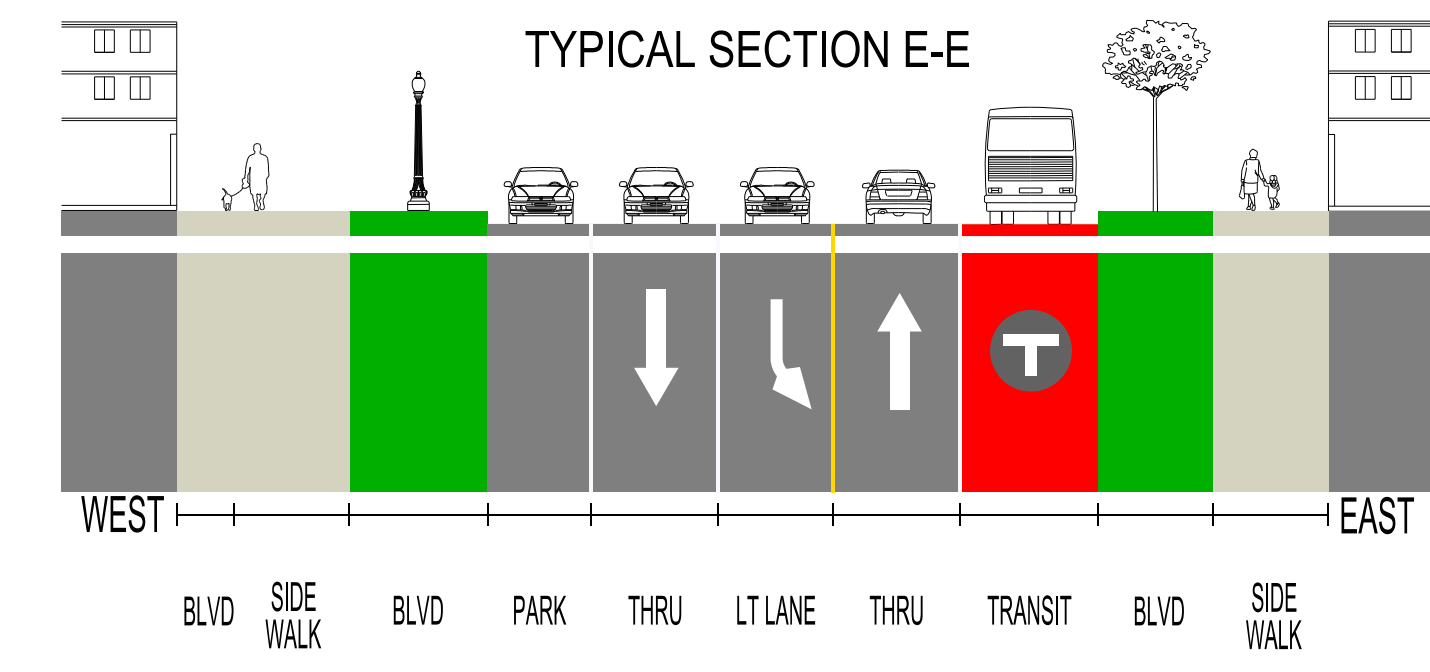 TYPICAL SECTION E-E
T
WEST
EAST
BLVD
SIDE
WALK
BLVD
PARK
THRU
LT LANE
THRU
TRANSIT
BLVD
SIDE
WALK